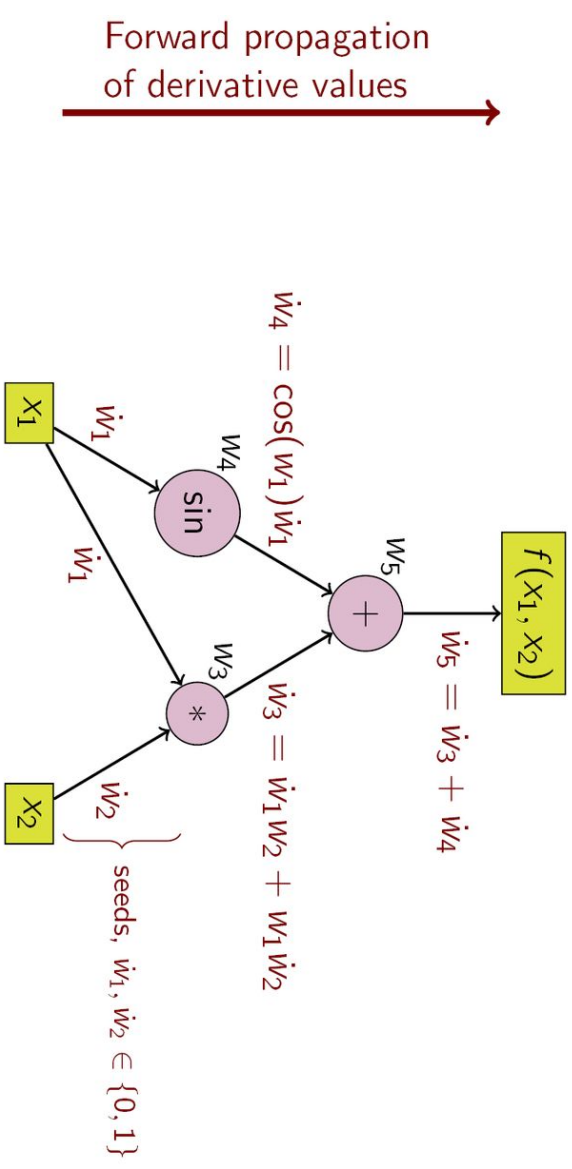 Forward propagation
of derivative values
f(x₁, x₂)
ẇ₅ = ẇ₃ + ẇ₄
w₅
+
ẇ₄ = cos(w₁)ẇ₁
ẇ₃ = ẇ₁w₂ + w₁ẇ₂
w₄
sin
w₃
*
ẇ₁
ẇ₁
ẇ₂
seeds, ẇ₁, ẇ₂ ∈ {0, 1}
x₁
x₂